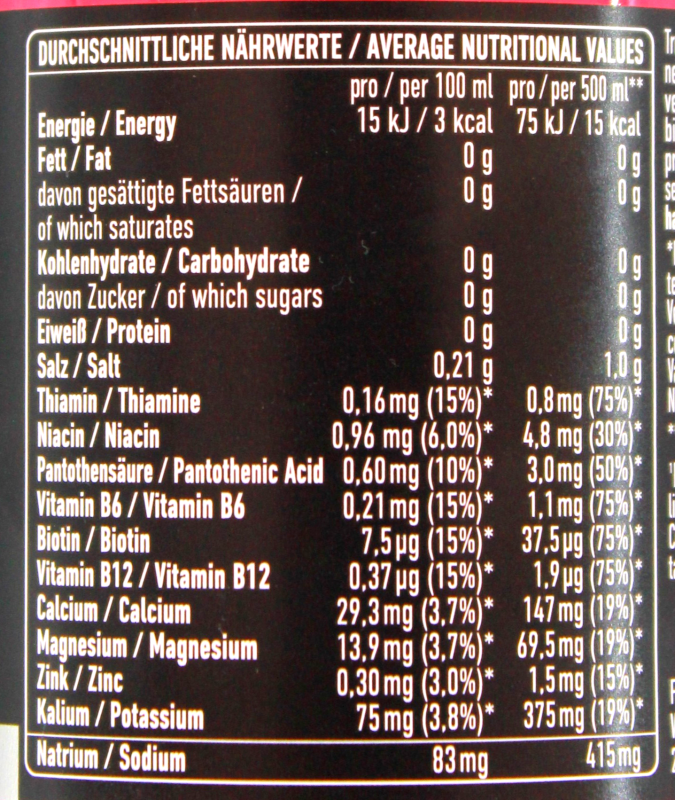 DURCHSCHNITTLICHE NÄHRWERTE / AVERAGE NUTRITIONAL VALUES
pro / per 100 ml pro / per 500 ml**
Energie / Energy 15 kJ / 3 kcal 75 kJ / 15 kcal
Fett / Fat 0 g 0 g
davon gesättigte Fettsäuren / 0 g 0 g
of which saturates
Kohlenhydrate / Carbohydrate 0 g 0 g
davon Zucker / of which sugars 0 g 0 g
Eiweiß / Protein 0 g 0 g
Salz / Salt 0,21 g 1,0 g
Thiamin / Thiamine 0,16 mg (15%)* 0,8 mg (75%)*
Niacin / Niacin 0,96 mg (6,0%)* 4,8 mg (30%)*
Pantothensäure / Pantothenic Acid 0,60 mg (10%)* 3,0 mg (50%)*
Vitamin B6 / Vitamin B6 0,21 mg (15%)* 1,1 mg (75%)*
Biotin / Biotin 7,5 µg (15%)* 37,5 µg (75%)*
Vitamin B12 / Vitamin B12 0,37 µg (15%)* 1,9 µg (75%)*
Calcium / Calcium 29,3 mg (3,7%)* 147 mg (19%)*
Magnesium / Magnesium 13,9 mg (3,7%)* 69,5 mg (19%)*
Zink / Zinc 0,30 mg (3,0%)* 1,5 mg (15%)*
Kalium / Potassium 75 mg (3,8%)* 375 mg (19%)*
Natrium / Sodium 83 mg 415 mg